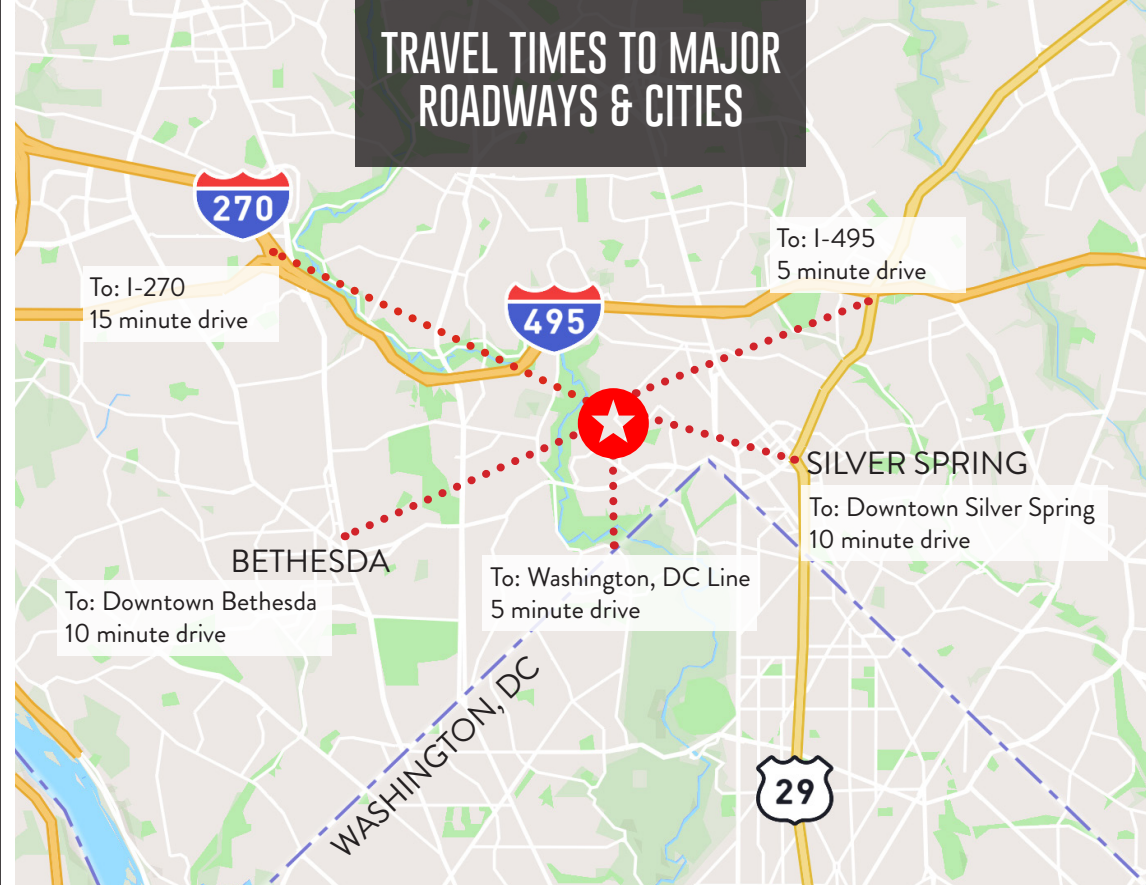 TRAVEL TIMES TO MAJOR
ROADWAYS & CITIES
270
To: I-495
5 minute drive
To: I-270
15 minute drive
495
SILVER SPRING
To: Downtown Silver Spring
10 minute drive
BETHESDA
To: Downtown Bethesda
10 minute drive
To: Washington, DC Line
5 minute drive
WASHINGTON, DC
29